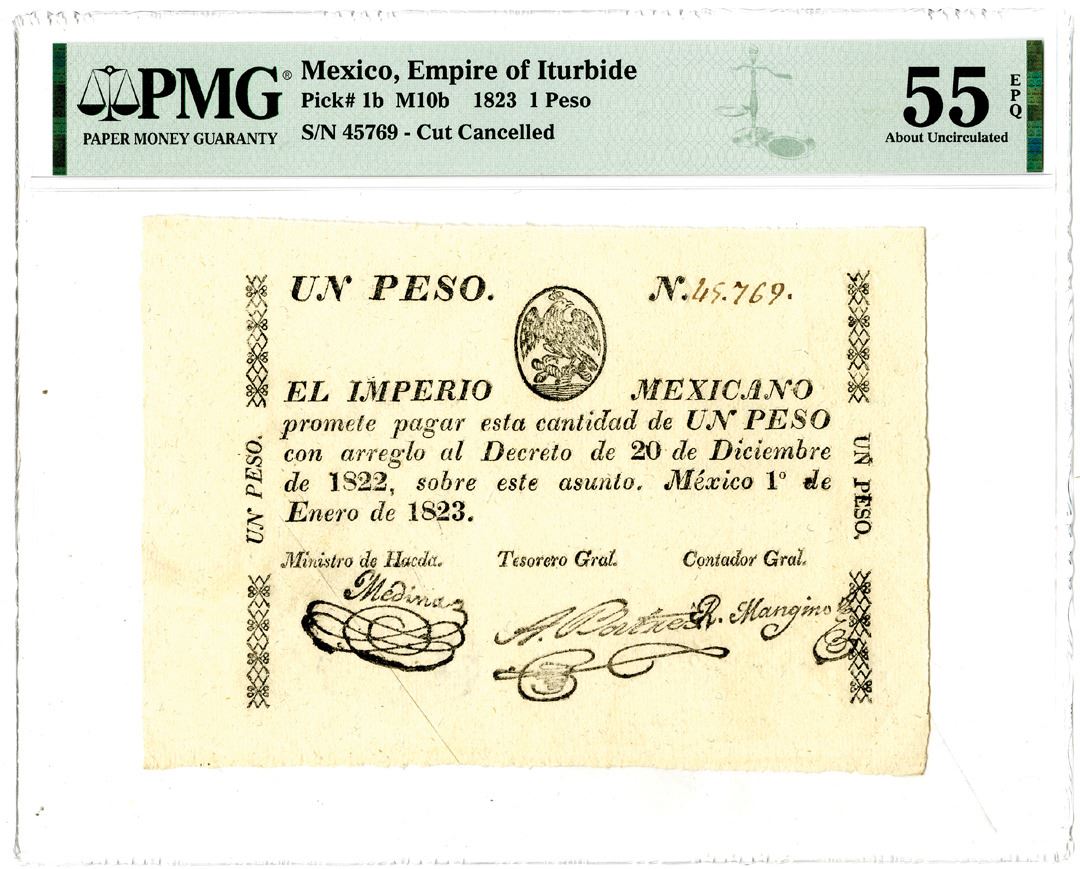 PMG®
PAPER MONEY GUARANTY
Mexico, Empire of Iturbide
Pick# 1b M10b 1823 1 Peso
S/N 45769 - Cut Cancelled
55
EPQ
About Uncirculated
UN PESO.
N. 45.769.
EL IMPERIO MEXICANO
promete pagar esta cantidad de UN PESO
con arreglo al Decreto de 20 de Diciembre
de 1822, sobre este asunto. México 1º de
Enero de 1823.
UN PESO.
UN PESO.
Ministro de Hacda. Tesorero Gral. Contador Gral.
Medina
A.
R. Mangino